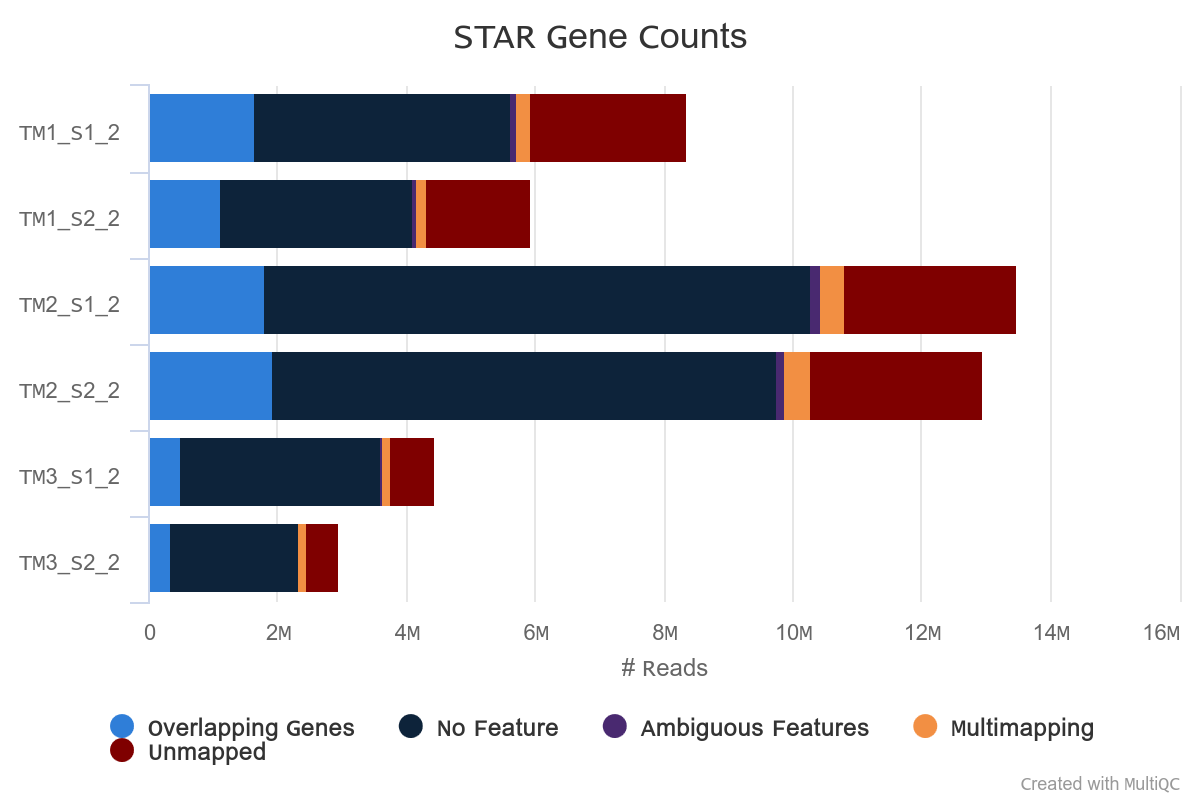 STAR Gene Counts
TM1_S1_2
TM1_S2_2
TM2_S1_2
TM2_S2_2
TM3_S1_2
TM3_S2_2
0 2M 4M 6M 8M 10M 12M 14M 16M
# Reads
Overlapping Genes No Feature Ambiguous Features Multimapping
Unmapped
Created with MultiQC